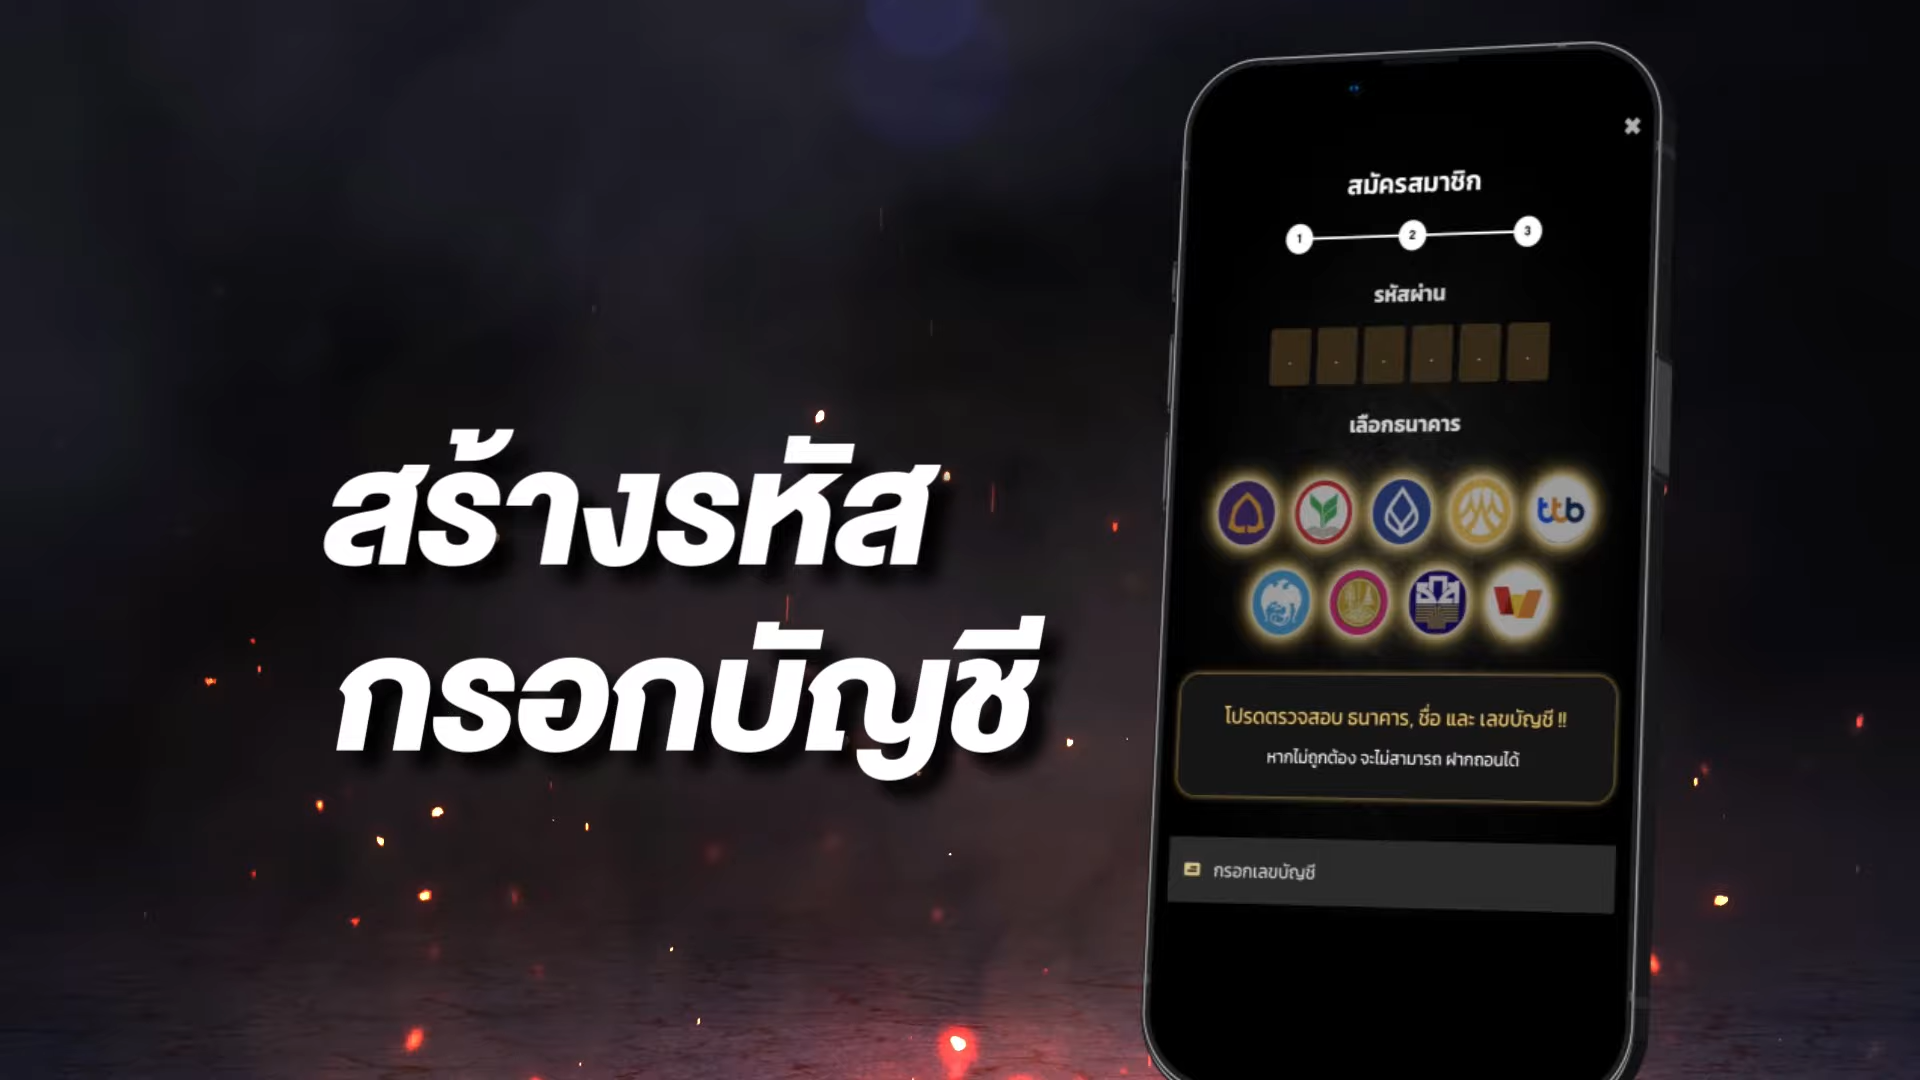 สร้างรหัส
กรอกบัญชี
สมัครสมาชิก
1 2 3
รหัสผ่าน
เลือกธนาคาร
ttb
โปรดตรวจสอบ ธนาคาร, ชื่อ และ เลขบัญชี !!
หากไม่ถูกต้อง จะไม่สามารถ ฝากถอนได้
กรอกเลขบัญชี